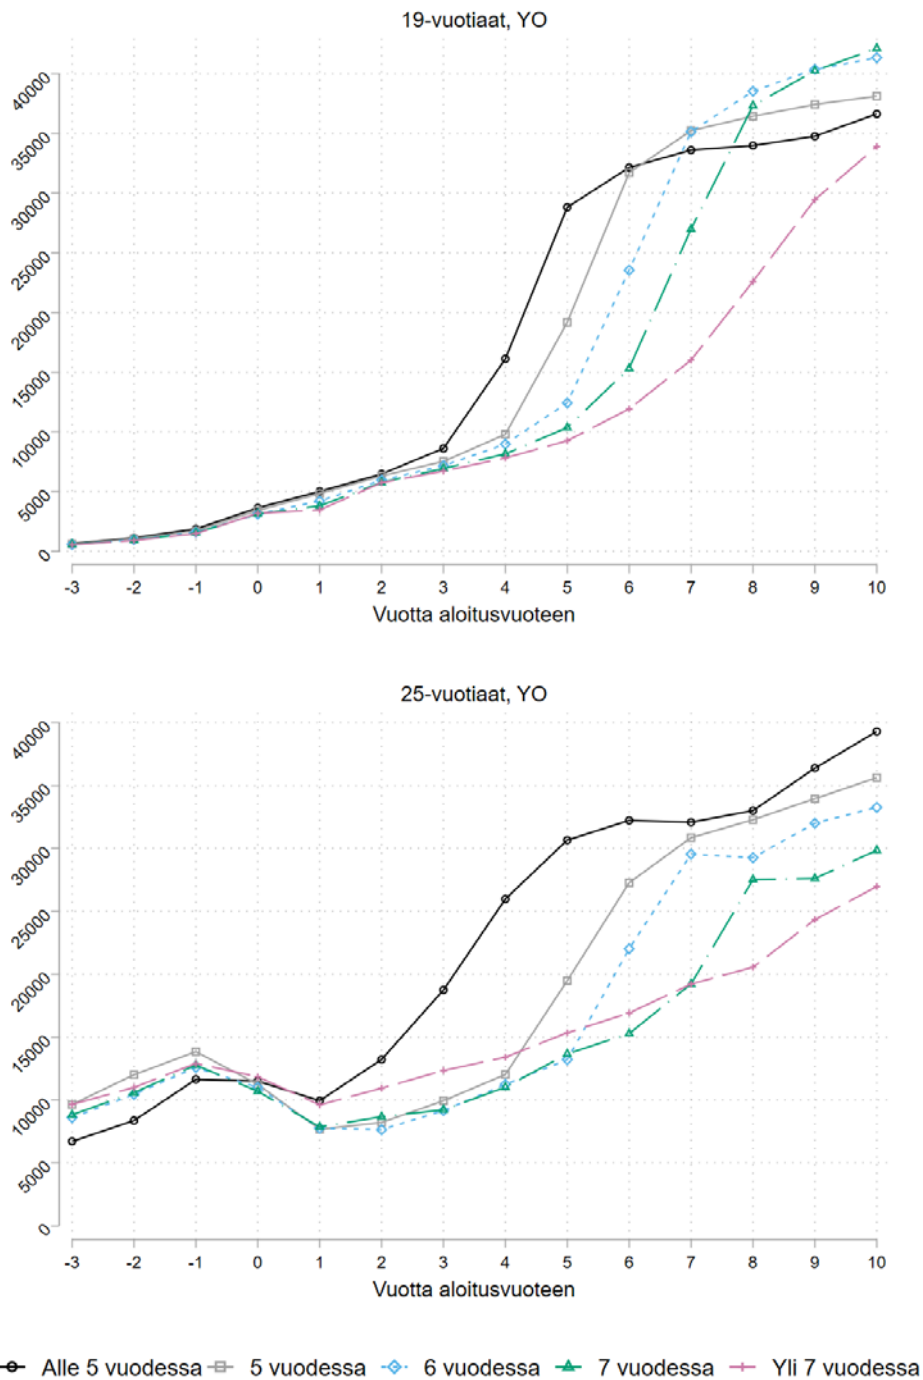 19-vuotiaat, YO
40000
35000
30000
25000
20000
15000
10000
5000
0
-3 -2 -1 0 1 2 3 4 5 6 7 8 9 10
Vuotta aloitusvuoteen
25-vuotiaat, YO
40000
35000
30000
25000
20000
15000
10000
5000
0
-3 -2 -1 0 1 2 3 4 5 6 7 8 9 10
Vuotta aloitusvuoteen
Alle 5 vuodessa 5 vuodessa 6 vuodessa 7 vuodessa Yli 7 vuodessa